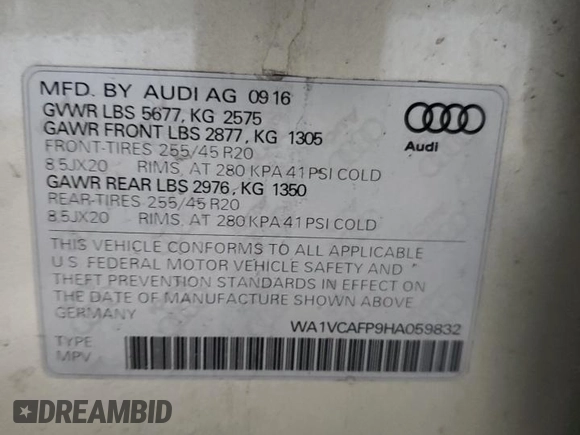 MFD. BY AUDI AG 0916
GVWR LBS 5677, KG 2575
GAWR FRONT LBS 2877, KG 1305
FRONT-TIRES 255/45 R20
8.5JX20 RIMS, AT 280 KPA 41 PSI COLD
GAWR REAR LBS 2976, KG 1350
REAR-TIRES 255/45 R20
8.5JX20 RIMS, AT 280 KPA 41 PSI COLD
Audi
THIS VEHICLE CONFORMS TO ALL APPLICABLE
U.S. FEDERAL MOTOR VEHICLE SAFETY AND
THEFT PREVENTION STANDARDS IN EFFECT ON THE
DATE OF MANUFACTURE SHOWN ABOVE.
GERMANY
WA1VCAFP9HA059832
TYPE
MPV
DREAMBID